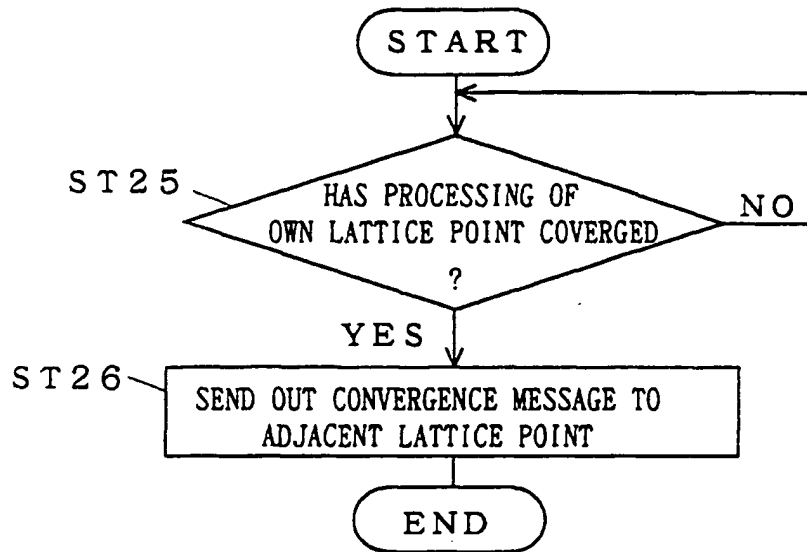 START
ST25
HAS PROCESSING OF
OWN LATTICE POINT COVERGED
?
NO
YES
ST26
SEND OUT CONVERGENCE MESSAGE TO
ADJACENT LATTICE POINT
END